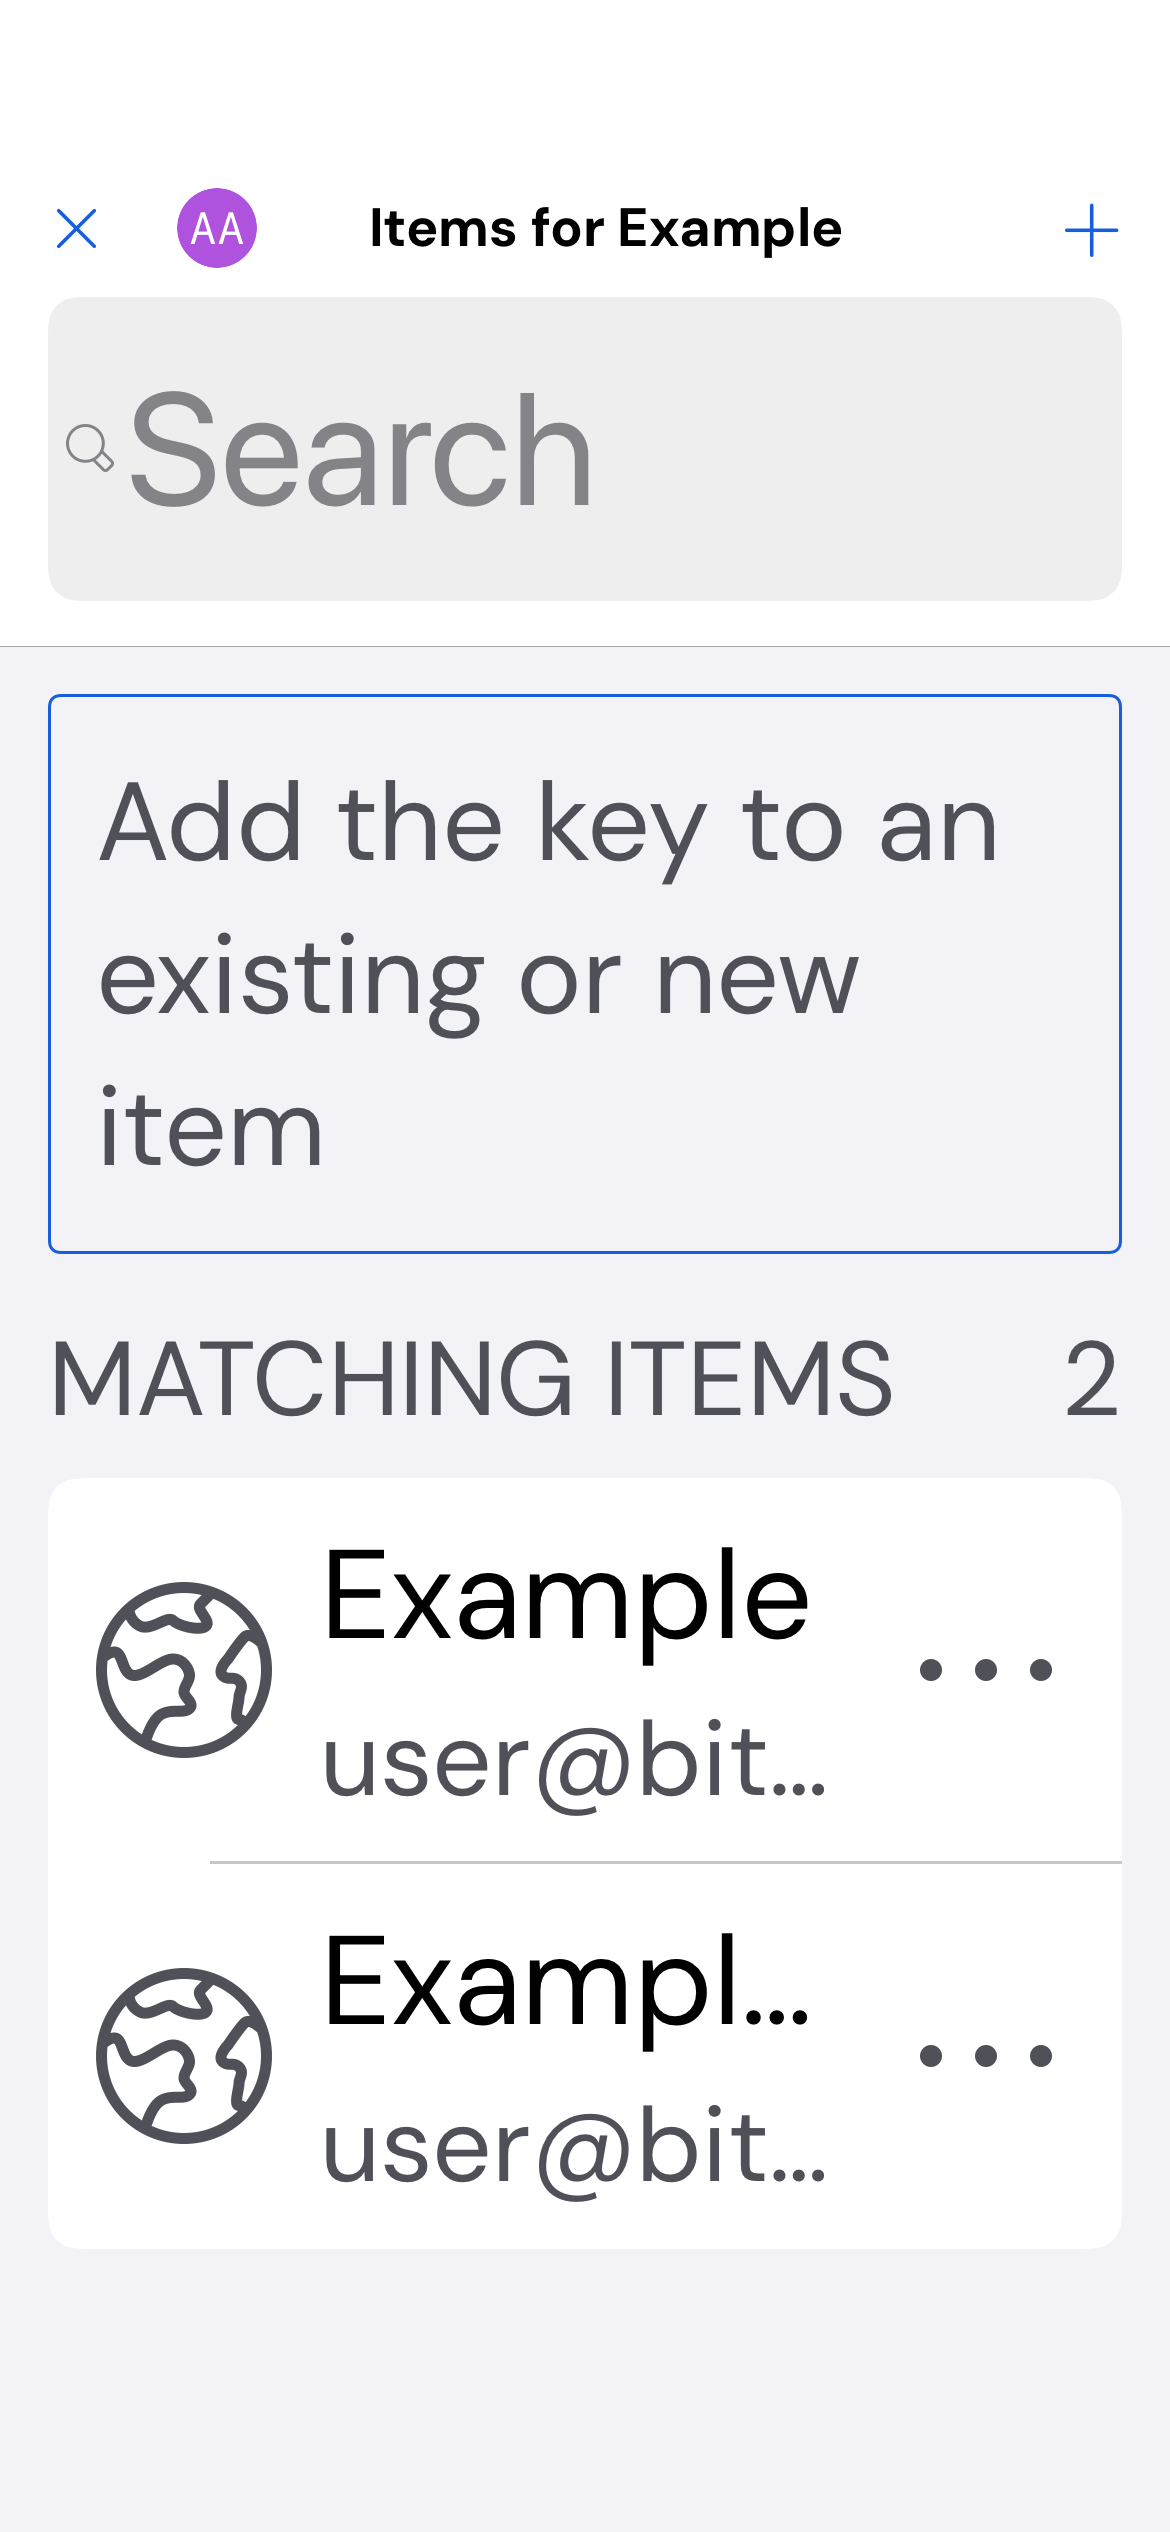 AA
Items for Example
Search
Add the key to an
existing or new
item
MATCHING ITEMS 2
Example
user@bit...
Exampl...
user@bit...